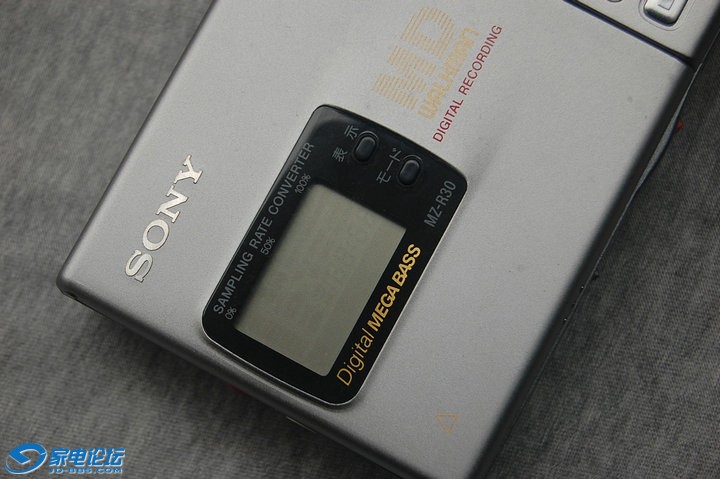 MD
WALKMAN
DIGITAL RECORDING
SONY
表示
モード
SAMPLING RATE CONVERTER
0% 50% 100%
MZ-R30
Digital MEGA BASS
家电论坛
JD-BBS.COM